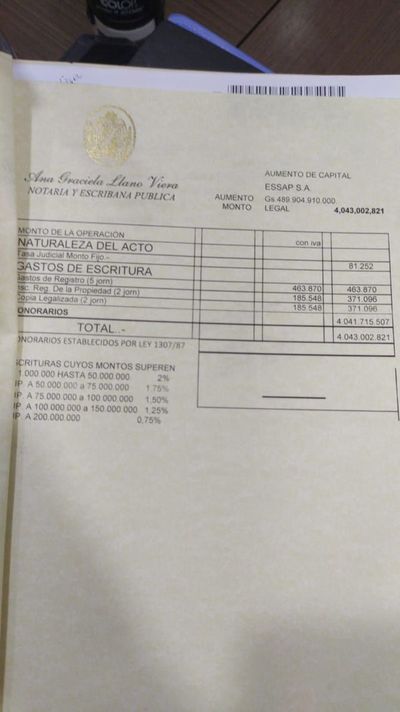 COLOP
Ana Graciela Llano Viera
NOTARIA Y ESCRIBANA PUBLICA
AUMENTO DE CAPITAL
ESSAP S.A.
AUMENTO Gs.489.904.910.000
MONTO LEGAL 4,043,002,821
MONTO DE LA OPERACIÓN
NATURALEZA DEL ACTO con iva
Tasa Judicial Monto Fijo.- 81.252
GASTOS DE ESCRITURA
Gastos de Registro (5 jorn) 463.870 463.870
nsc. Reg. De la Propiedad (2 jorn) 185.548 371.096
Copia Legalizada (2 jorn) 185.548 371.096
ONORARIOS 4.041.715.507
TOTAL..- 4.043.002.821
ONORARIOS ESTABLECIDOS POR LEY 1307/87
SCRITURAS CUYOS MONTOS SUPEREN
1.000.000 HASTA 50.000.000 2%
IP. A 50.000.000 a 75.000.000 1.75%
IP. A 75.000.000 a 100.000.000 1,50%
IP. A 100.000.000 a 150.000.000 1,25%
IP. A 200.000.000 0,75%